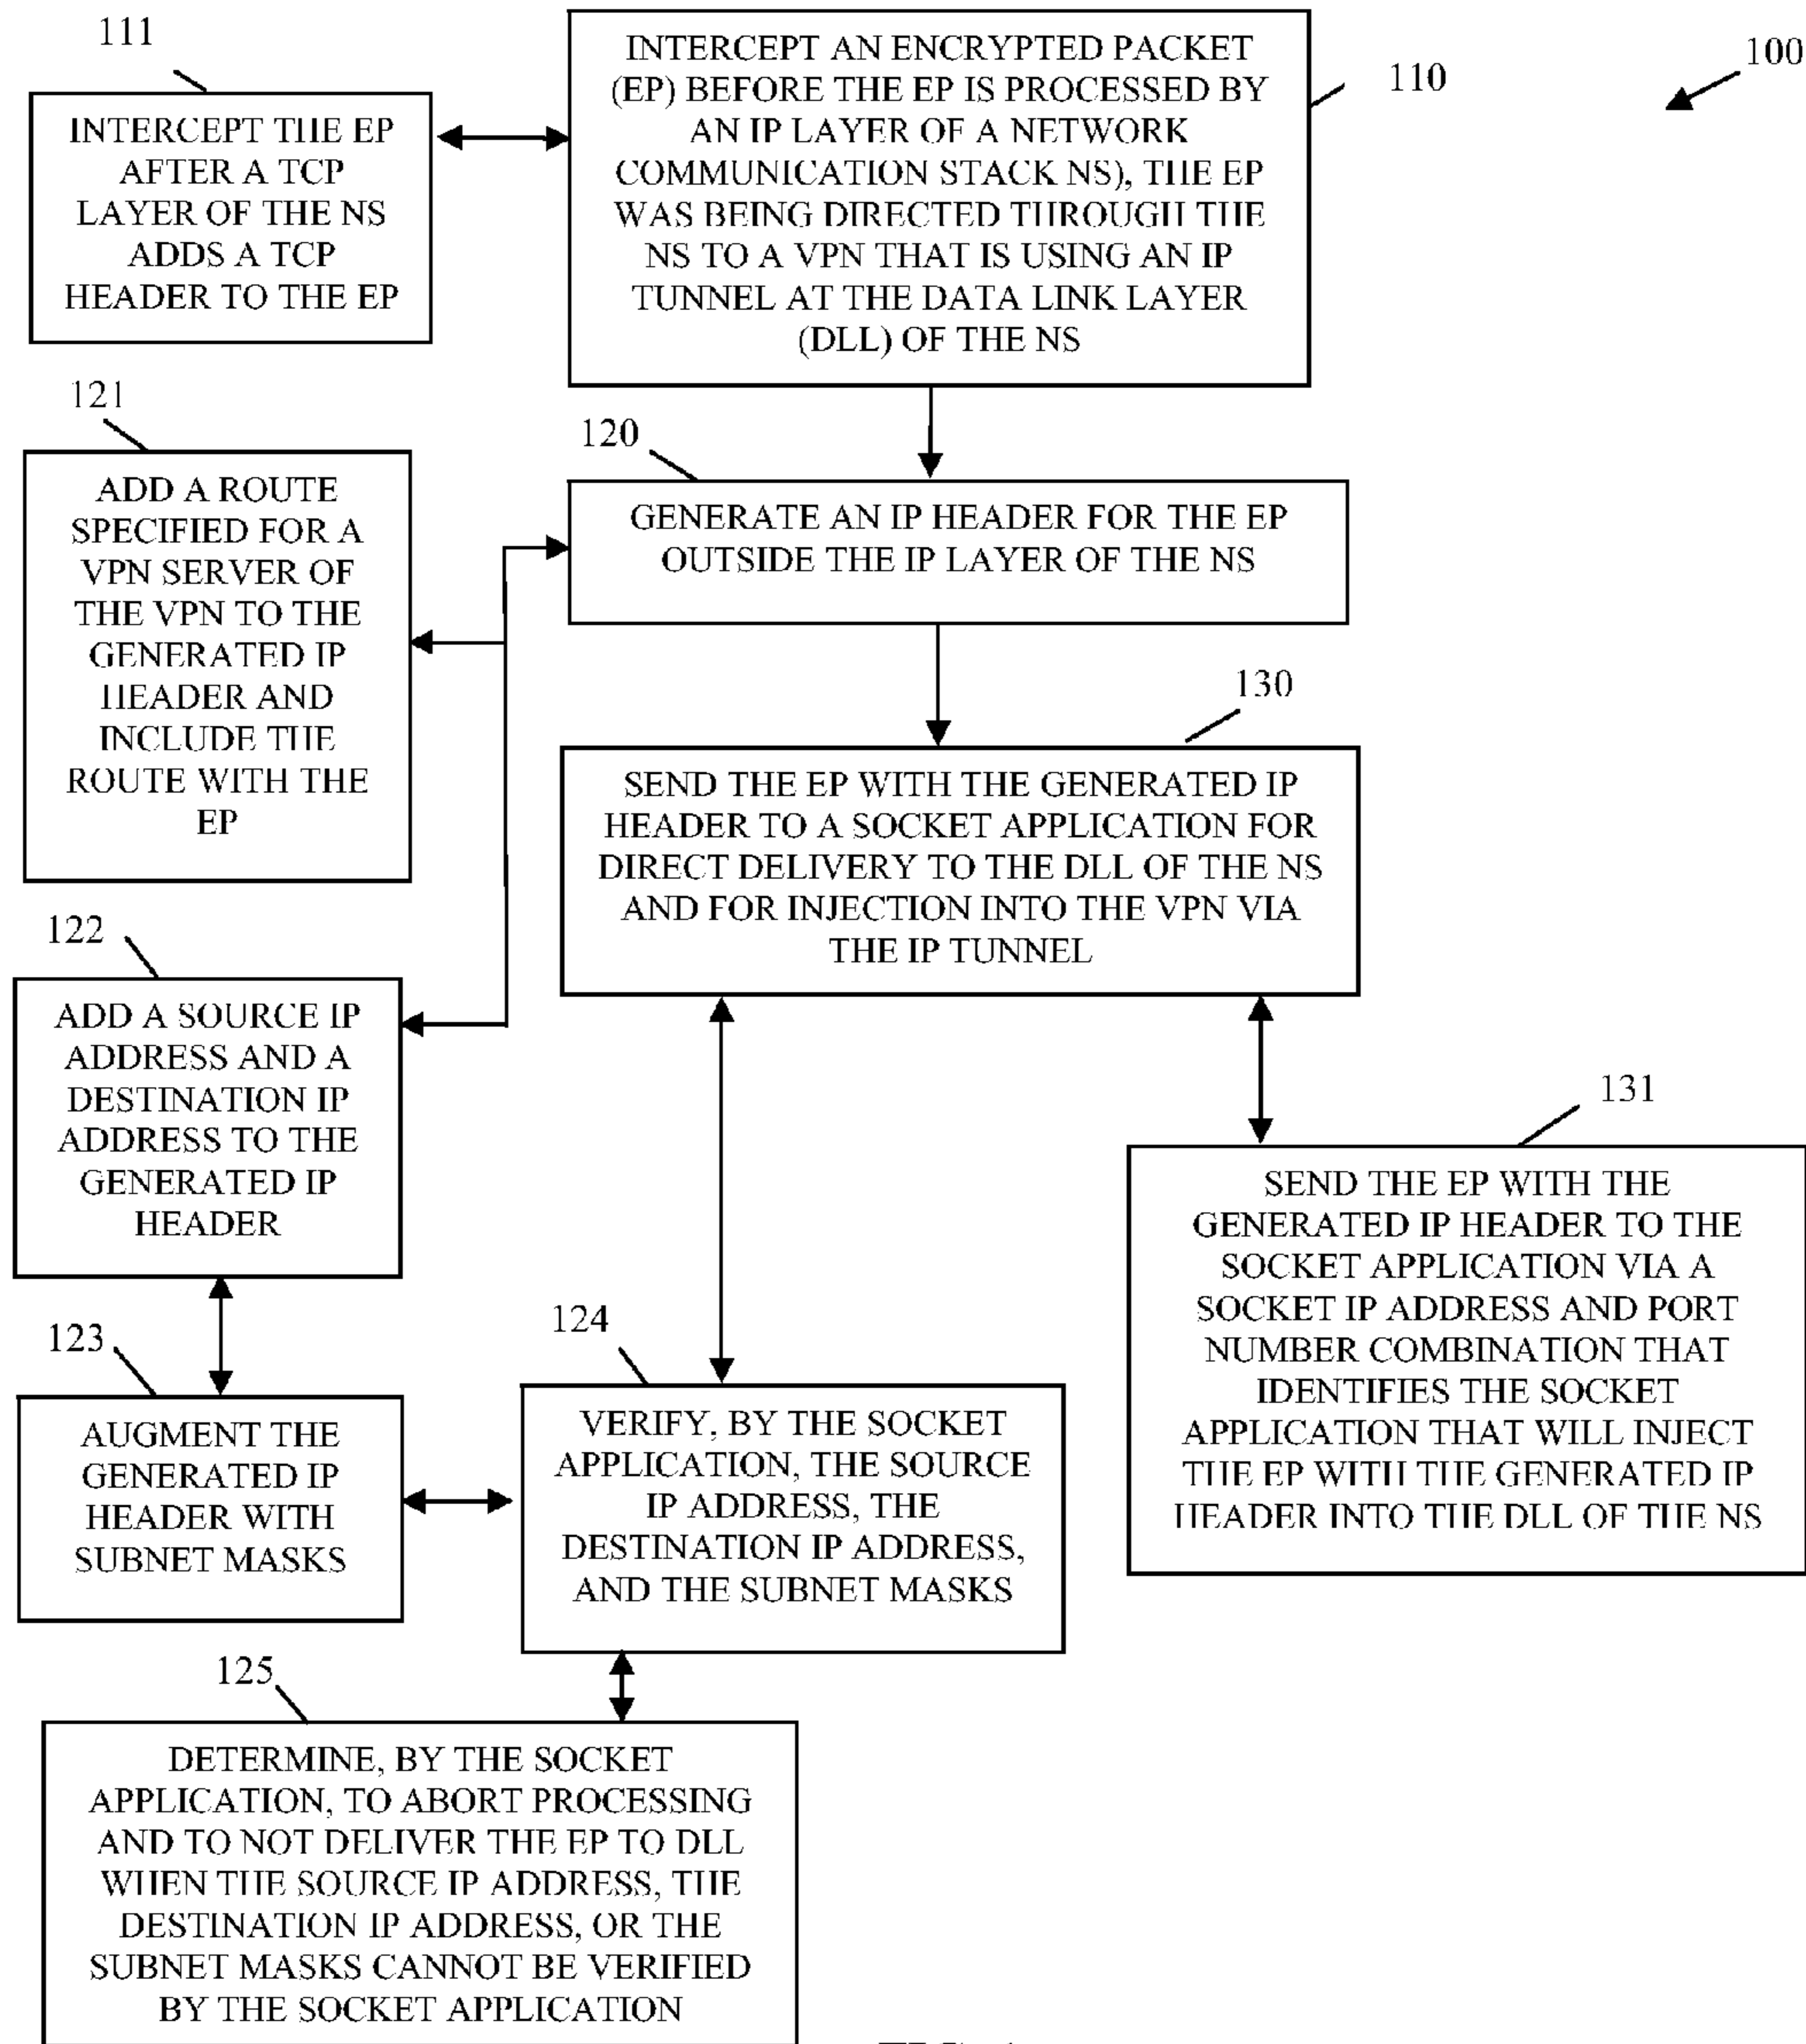 111
INTERCEPT THE EP
AFTER A TCP
LAYER OF THE NS
ADDS A TCP
HEADER TO THE EP
INTERCEPT AN ENCRYPTED PACKET
(EP) BEFORE THE EP IS PROCESSED BY
AN IP LAYER OF A NETWORK
COMMUNICATION STACK NS), THE EP
WAS BEING DIRECTED THROUGH THE
NS TO A VPN THAT IS USING AN IP
TUNNEL AT THE DATA LINK LAYER
(DLL) OF THE NS
110
100
121
ADD A ROUTE
SPECIFIED FOR A
VPN SERVER OF
THE VPN TO THE
GENERATED IP
HEADER AND
INCLUDE THE
ROUTE WITH THE
EP
120
GENERATE AN IP HEADER FOR THE EP
OUTSIDE THE IP LAYER OF THE NS
130
SEND THE EP WITH THE GENERATED IP
HEADER TO A SOCKET APPLICATION FOR
DIRECT DELIVERY TO THE DLL OF THE NS
AND FOR INJECTION INTO THE VPN VIA
THE IP TUNNEL
122
ADD A SOURCE IP
ADDRESS AND A
DESTINATION IP
ADDRESS TO THE
GENERATED IP
HEADER
131
SEND THE EP WITH THE
GENERATED IP HEADER TO THE
SOCKET APPLICATION VIA A
SOCKET IP ADDRESS AND PORT
NUMBER COMBINATION THAT
IDENTIFIES THE SOCKET
APPLICATION THAT WILL INJECT
THE EP WITH THE GENERATED IP
HEADER INTO THE DLL OF THE NS
123
AUGMENT THE
GENERATED IP
HEADER WITH
SUBNET MASKS
124
VERIFY, BY THE SOCKET
APPLICATION, THE SOURCE
IP ADDRESS, THE
DESTINATION IP ADDRESS,
AND THE SUBNET MASKS
125
DETERMINE, BY THE SOCKET
APPLICATION, TO ABORT PROCESSING
AND TO NOT DELIVER THE EP TO DLL
WHEN THE SOURCE IP ADDRESS, THE
DESTINATION IP ADDRESS, OR THE
SUBNET MASKS CANNOT BE VERIFIED
BY THE SOCKET APPLICATION